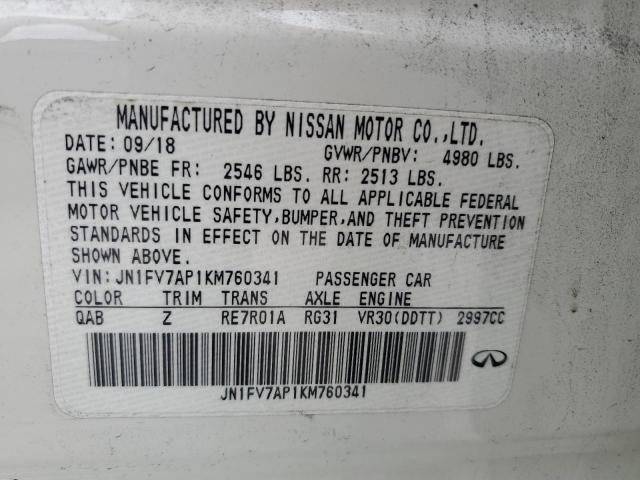 MANUFACTURED BY NISSAN MOTOR CO.,LTD.
DATE: 09/18 GVWR/PNBV: 4980 LBS.
GAWR/PNBE FR: 2546 LBS. RR: 2513 LBS.
THIS VEHICLE CONFORMS TO ALL APPLICABLE FEDERAL
MOTOR VEHICLE SAFETY,BUMPER,AND THEFT PREVENTION
STANDARDS IN EFFECT ON THE DATE OF MANUFACTURE
SHOWN ABOVE.
VIN:JN1FV7AP1KM760341 PASSENGER CAR
COLOR TRIM TRANS AXLE ENGINE
QAB Z RE7R01A RG31 VR30(DDTT) 2997CC
JN1FV7AP1KM760341